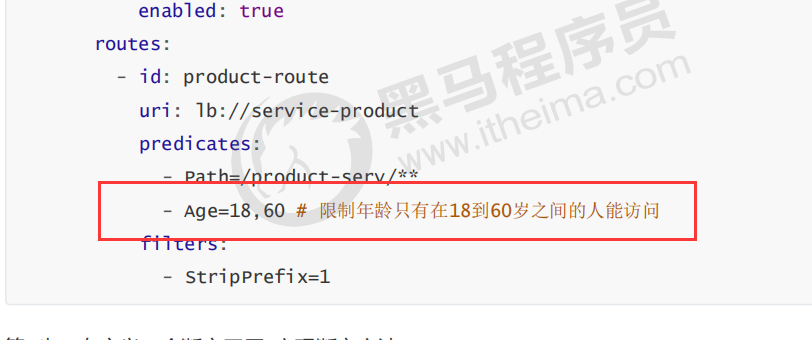 enabled: true
routes:
- id: product-route
uri: lb://service-product
predicates:
- Path=/product-serv/**
- Age=18,60 # 限制年龄只有在18到60岁之间的人能访问
filters:
- StripPrefix=1
黑马程序员
www.itheima.com